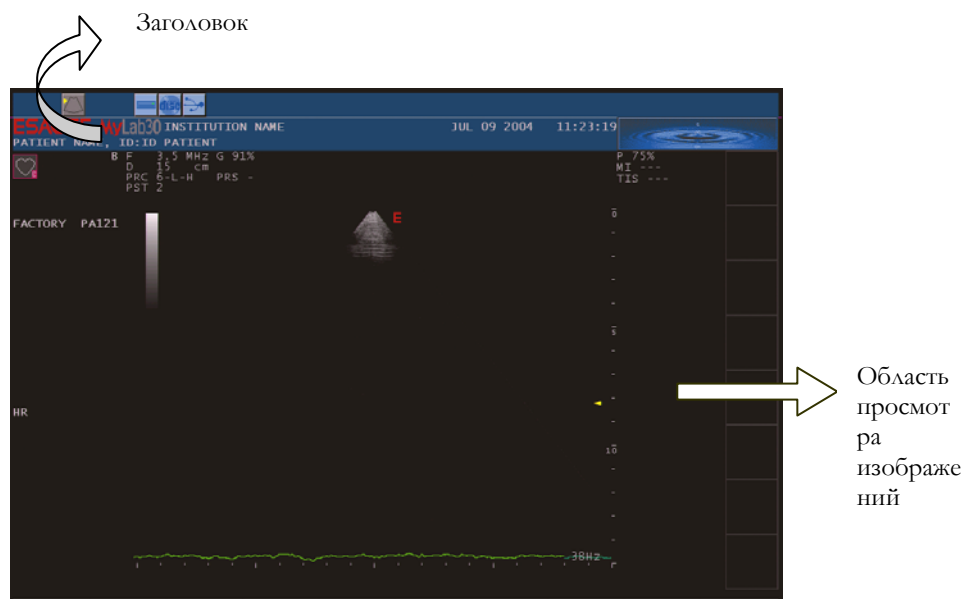 Заголовок
ESAOTE MyLab30 INSTITUTION NAME JUL 09 2004 11:23:19
PATIENT NAME, ID:ID PATIENT
B F 3.5 MHz G 91% P 75%
D 15 cm MI ---
PRC 6-L-H PRS - TIS ---
PST 2
FACTORY PA121
E
0
5
Область
просмот
ра
изображе
ний
HR
10
38Hz